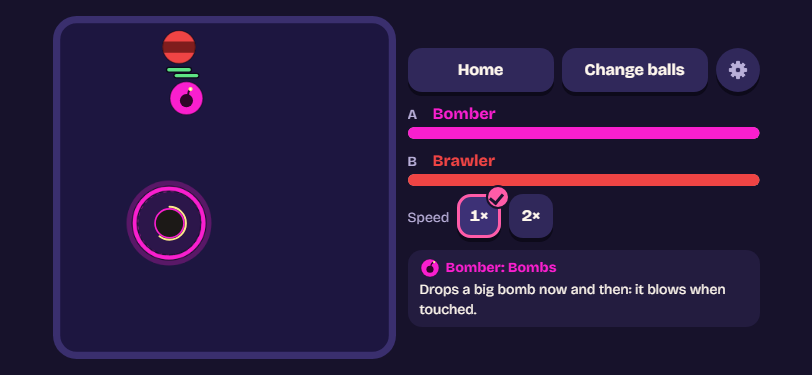 Home
Change balls
A Bomber
B Brawler
Speed 1× 2×
Bomber: Bombs
Drops a big bomb now and then: it blows when
touched.